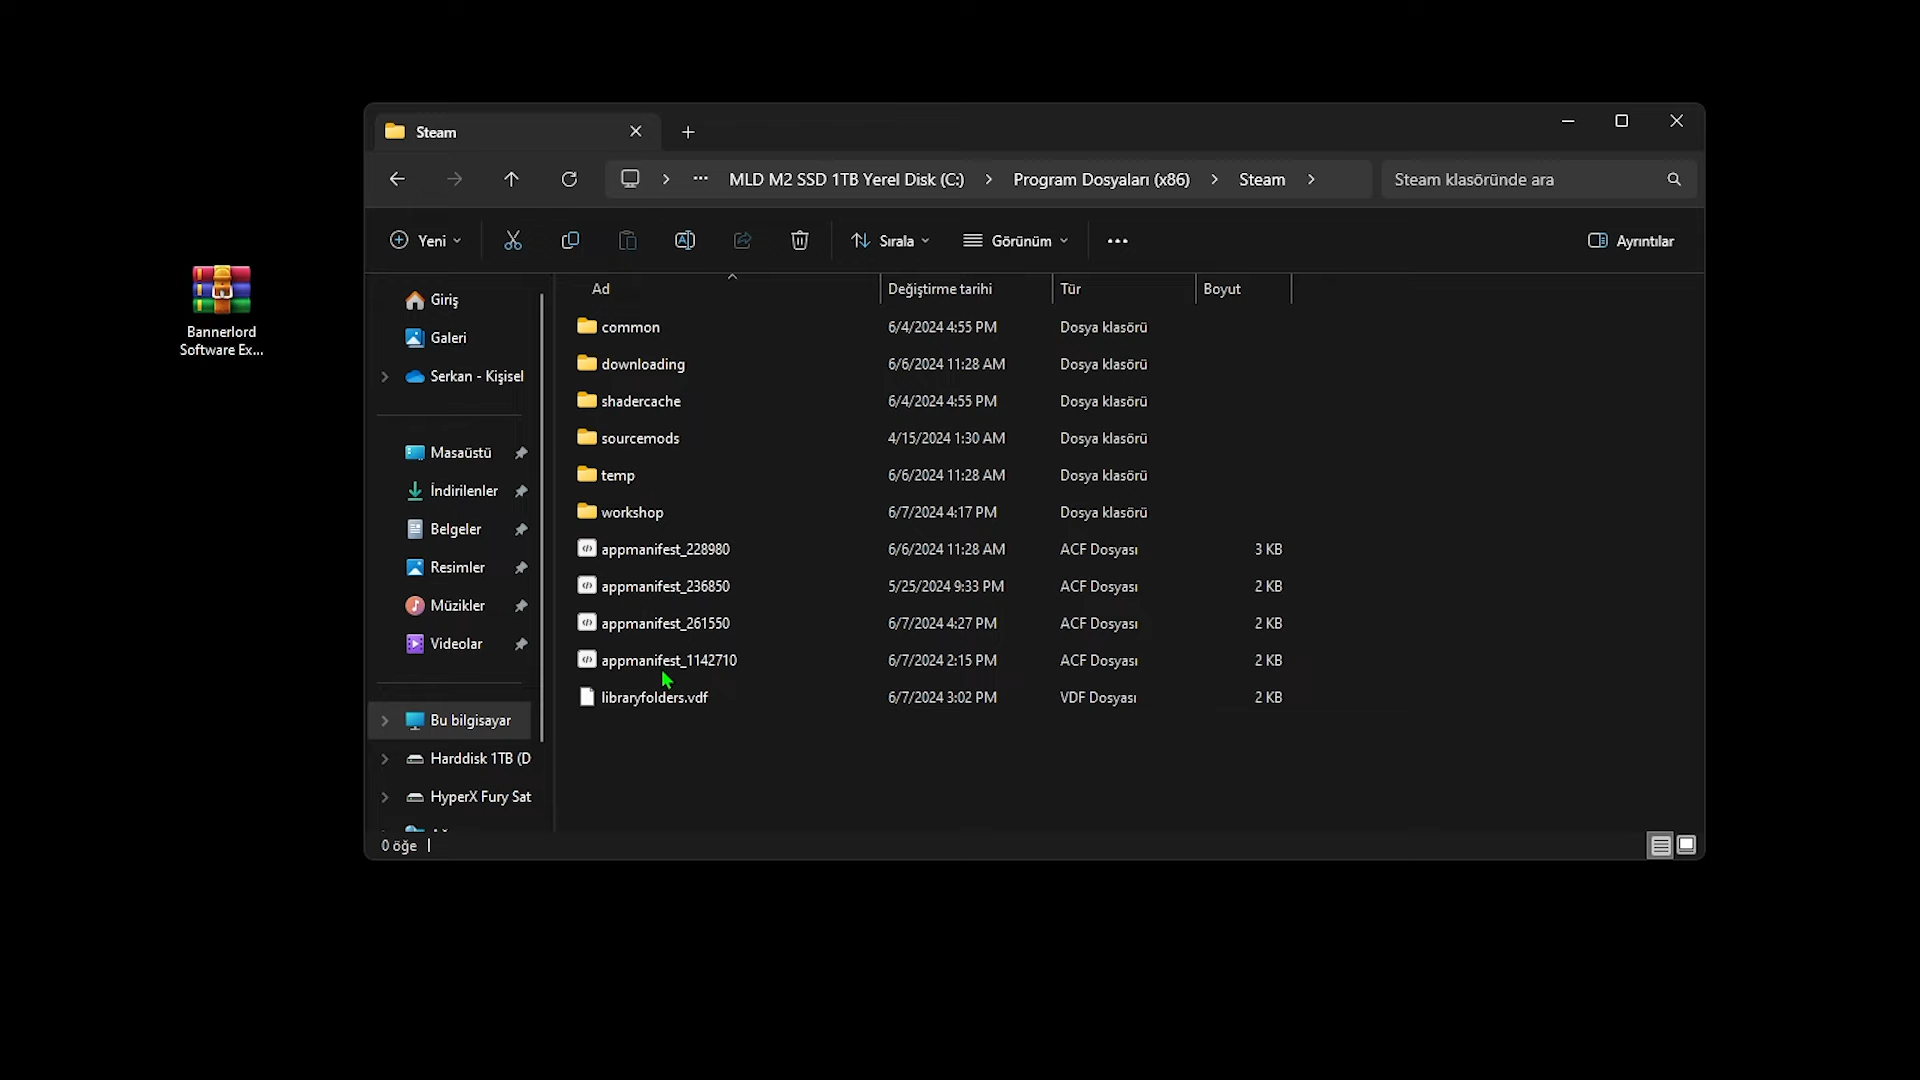 Steam
MLD M2 SSD 1TB Yerel Disk (C:) Program Dosyaları (x86) Steam
Steam klasöründe ara
Yeni Sırala Görünüm Ayrıntılar
Bannerlord
Software Ex...
Giriş
Galeri
Serkan - Kişisel
Masaüstü
İndirilenler
Belgeler
Resimler
Müzikler
Videolar
Bu bilgisayar
Harddisk 1TB (D
HyperX Fury Sat
Ad Değiştirme tarihi Tür Boyut
common 6/4/2024 4:55 PM Dosya klasörü
downloading 6/6/2024 11:28 AM Dosya klasörü
shadercache 6/4/2024 4:55 PM Dosya klasörü
sourcemods 4/15/2024 1:30 AM Dosya klasörü
temp 6/6/2024 11:28 AM Dosya klasörü
workshop 6/7/2024 4:17 PM Dosya klasörü
appmanifest_228980 6/6/2024 11:28 AM ACF Dosyası 3 KB
appmanifest_236850 5/25/2024 9:33 PM ACF Dosyası 2 KB
appmanifest_261550 6/7/2024 4:27 PM ACF Dosyası 2 KB
appmanifest_1142710 6/7/2024 2:15 PM ACF Dosyası 2 KB
libraryfolders.vdf 6/7/2024 3:02 PM VDF Dosyası 2 KB
0 öğe